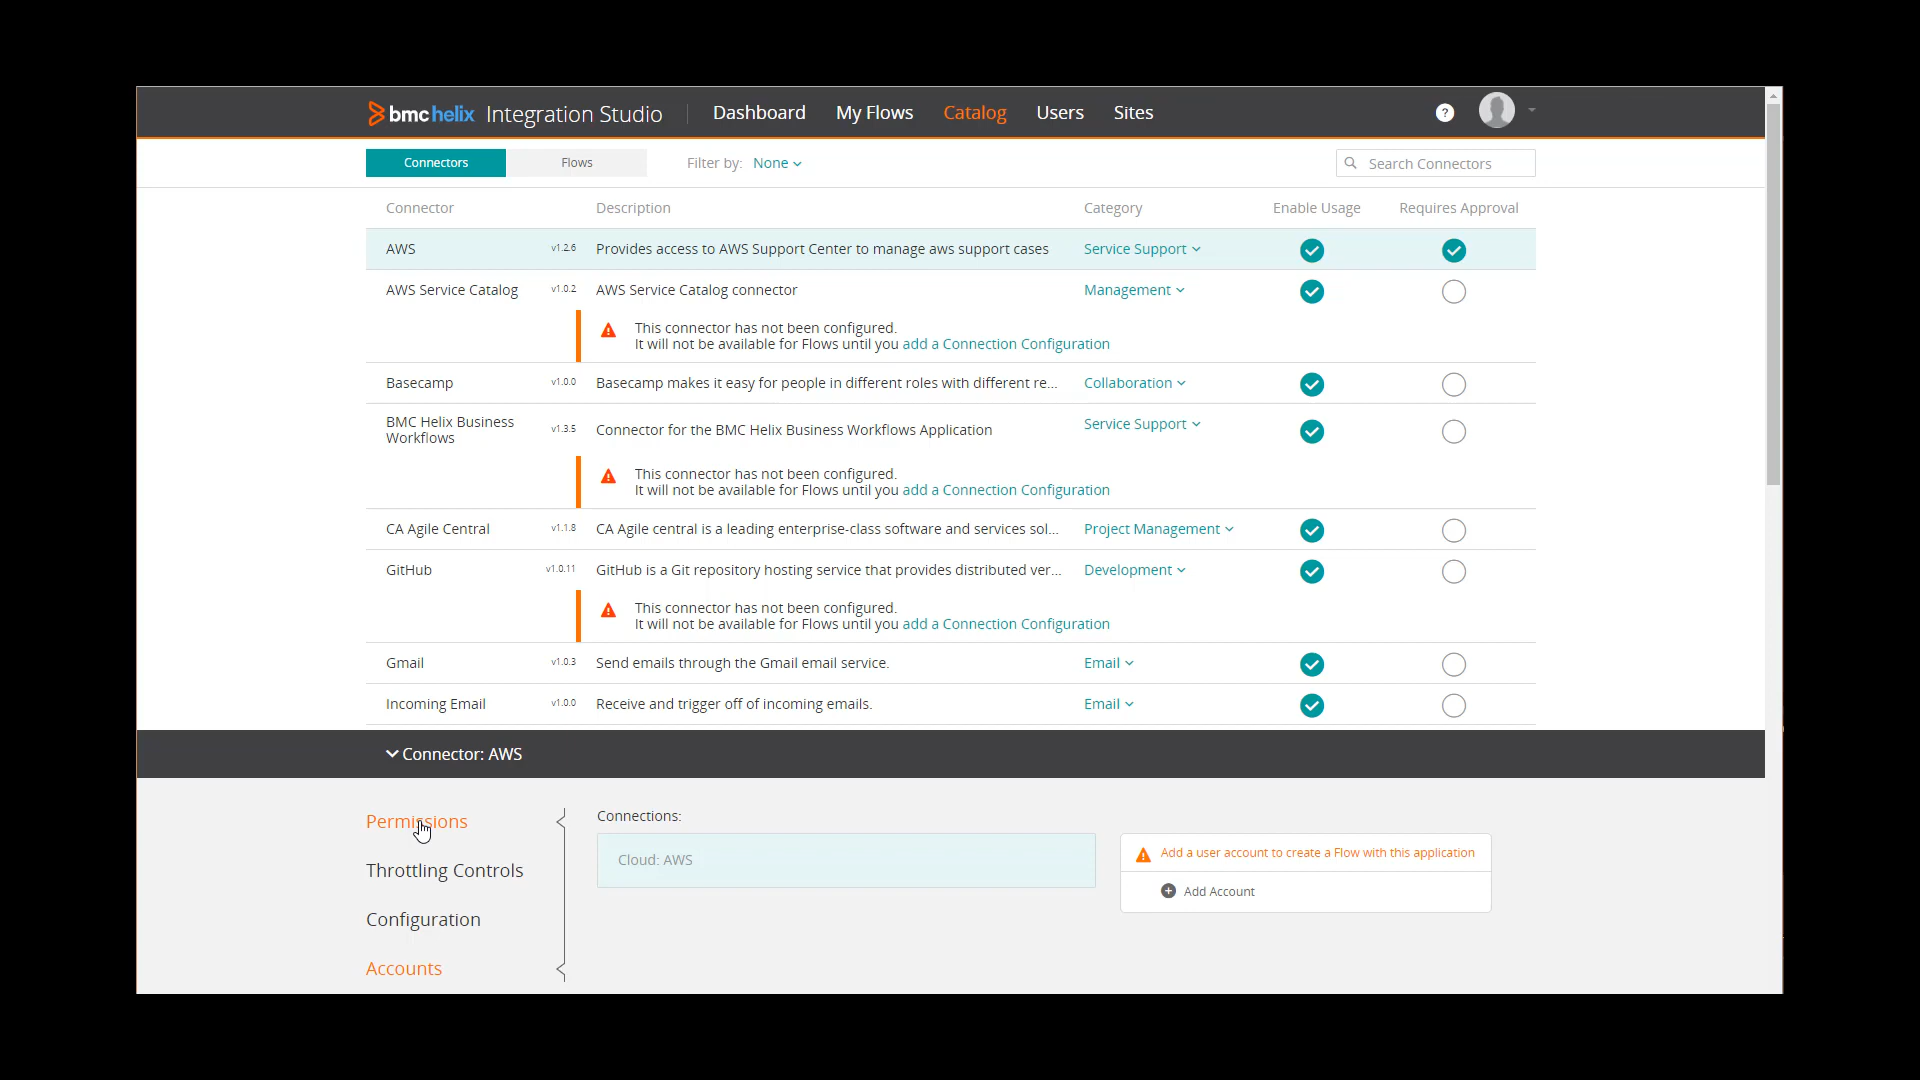 bmchelix Integration Studio Dashboard My Flows Catalog Users Sites ?
Connectors Flows Filter by: None Search Connectors
Connector Description Category Enable Usage Requires Approval
AWS v1.2.6 Provides access to AWS Support Center to manage aws support cases Service Support
AWS Service Catalog v1.0.2 AWS Service Catalog connector Management
This connector has not been configured.
It will not be available for Flows until you add a Connection Configuration
Basecamp v1.0.0 Basecamp makes it easy for people in different roles with different re... Collaboration
BMC Helix Business
Workflows v1.3.5 Connector for the BMC Helix Business Workflows Application Service Support
This connector has not been configured.
It will not be available for Flows until you add a Connection Configuration
CA Agile Central v1.1.8 CA Agile central is a leading enterprise-class software and services sol... Project Management
GitHub v1.0.11 GitHub is a Git repository hosting service that provides distributed ver... Development
This connector has not been configured.
It will not be available for Flows until you add a Connection Configuration
Gmail v1.0.3 Send emails through the Gmail email service. Email
Incoming Email v1.0.0 Receive and trigger off of incoming emails. Email
Connector: AWS
Permissions
Throttling Controls
Configuration
Accounts
Connections:
Cloud: AWS
Add a user account to create a Flow with this application
Add Account